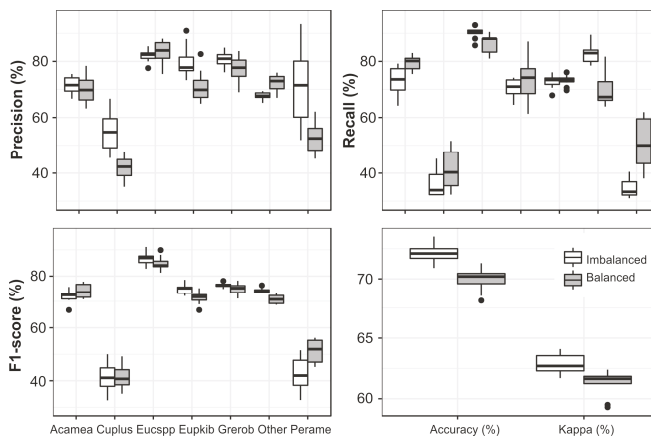 Precision (%)
80
60
40
Recall (%)
80
60
40
F1-score (%)
80
60
40
Acamea Cuplus Eucspp Eupkib Grerob Other Perame
70
65
60
Imbalanced
Balanced
Accuracy (%) Kappa (%)